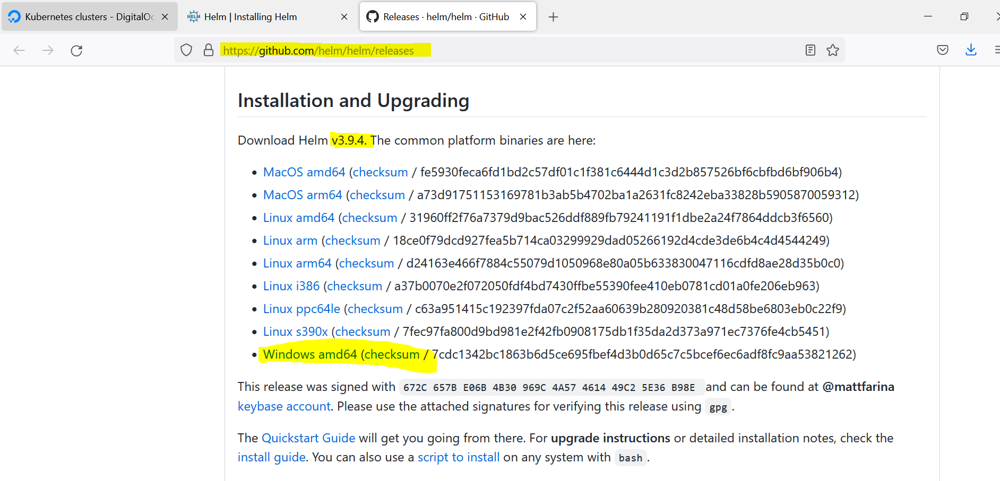 Kubernetes clusters - DigitalOc
Helm | Installing Helm
Releases · helm/helm · GitHub
https://github.com/helm/helm/releases
Installation and Upgrading
Download Helm v3.9.4. The common platform binaries are here:
• MacOS amd64 (checksum / fe5930feca6fd1bd2c57df01c1f381c6444d1c3d2b857526bf6cbfbd6bf906b4)
• MacOS arm64 (checksum / a73d91751153169781b3ab5b4702ba1a2631fc8242eba33828b5905870059312)
• Linux amd64 (checksum / 31960ff2f76a7379d9bac526ddf889fb79241191f1dbe2a24f7864ddcb3f6560)
• Linux arm (checksum / 18ce0f79dcd927fea5b714ca03299929dad05266192d4cde3de6b4c4d4544249)
• Linux arm64 (checksum / d24163e466f7884c55079d1050968e80a05b633830047116cdfd8ae28d35b0c0)
• Linux i386 (checksum / a37b0070e2f072050fdf4bd7430ffbe55390fee410eb0781cd01a0fe206eb963)
• Linux ppc64le (checksum / c63a951415c192397fda07c2f52aa60639b280920381c48d58be6803eb0c22f9)
• Linux s390x (checksum / 7fec97fa800d9bd981e2f42fb0908175db1f35da2d373a971ec7376fe4cb5451)
• Windows amd64 (checksum / 7cdc1342bc1863b6d5ce695fbef4d3b0d65c7c5bcef6ec6adf8fc9aa53821262)
This release was signed with 672C 657B E06B 4B30 969C 4A57 4614 49C2 5E36 B98E and can be found at @mattfarina
keybase account. Please use the attached signatures for verifying this release using gpg.
The Quickstart Guide will get you going from there. For upgrade instructions or detailed installation notes, check the
install guide. You can also use a script to install on any system with bash.